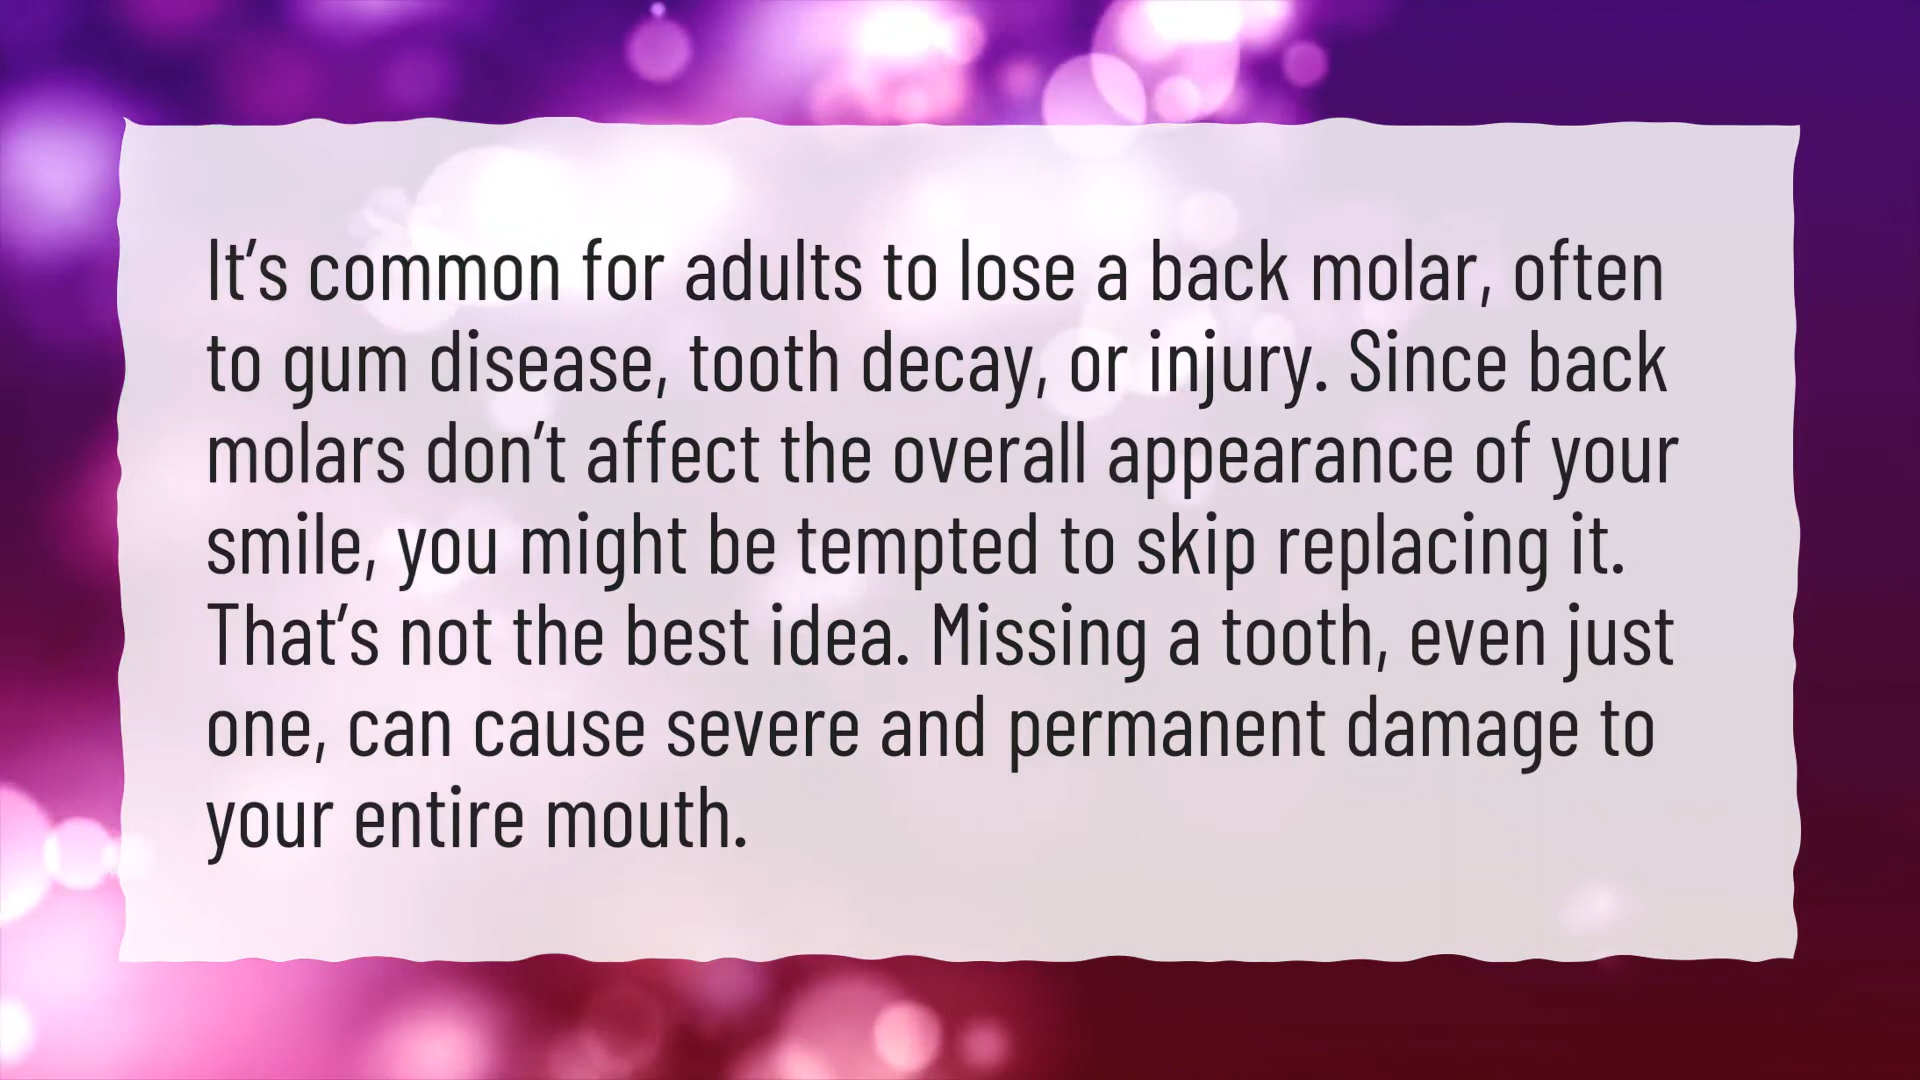 It’s common for adults to lose a back molar, often
to gum disease, tooth decay, or injury. Since back
molars don’t affect the overall appearance of your
smile, you might be tempted to skip replacing it.
That’s not the best idea. Missing a tooth, even just
one, can cause severe and permanent damage to
your entire mouth.